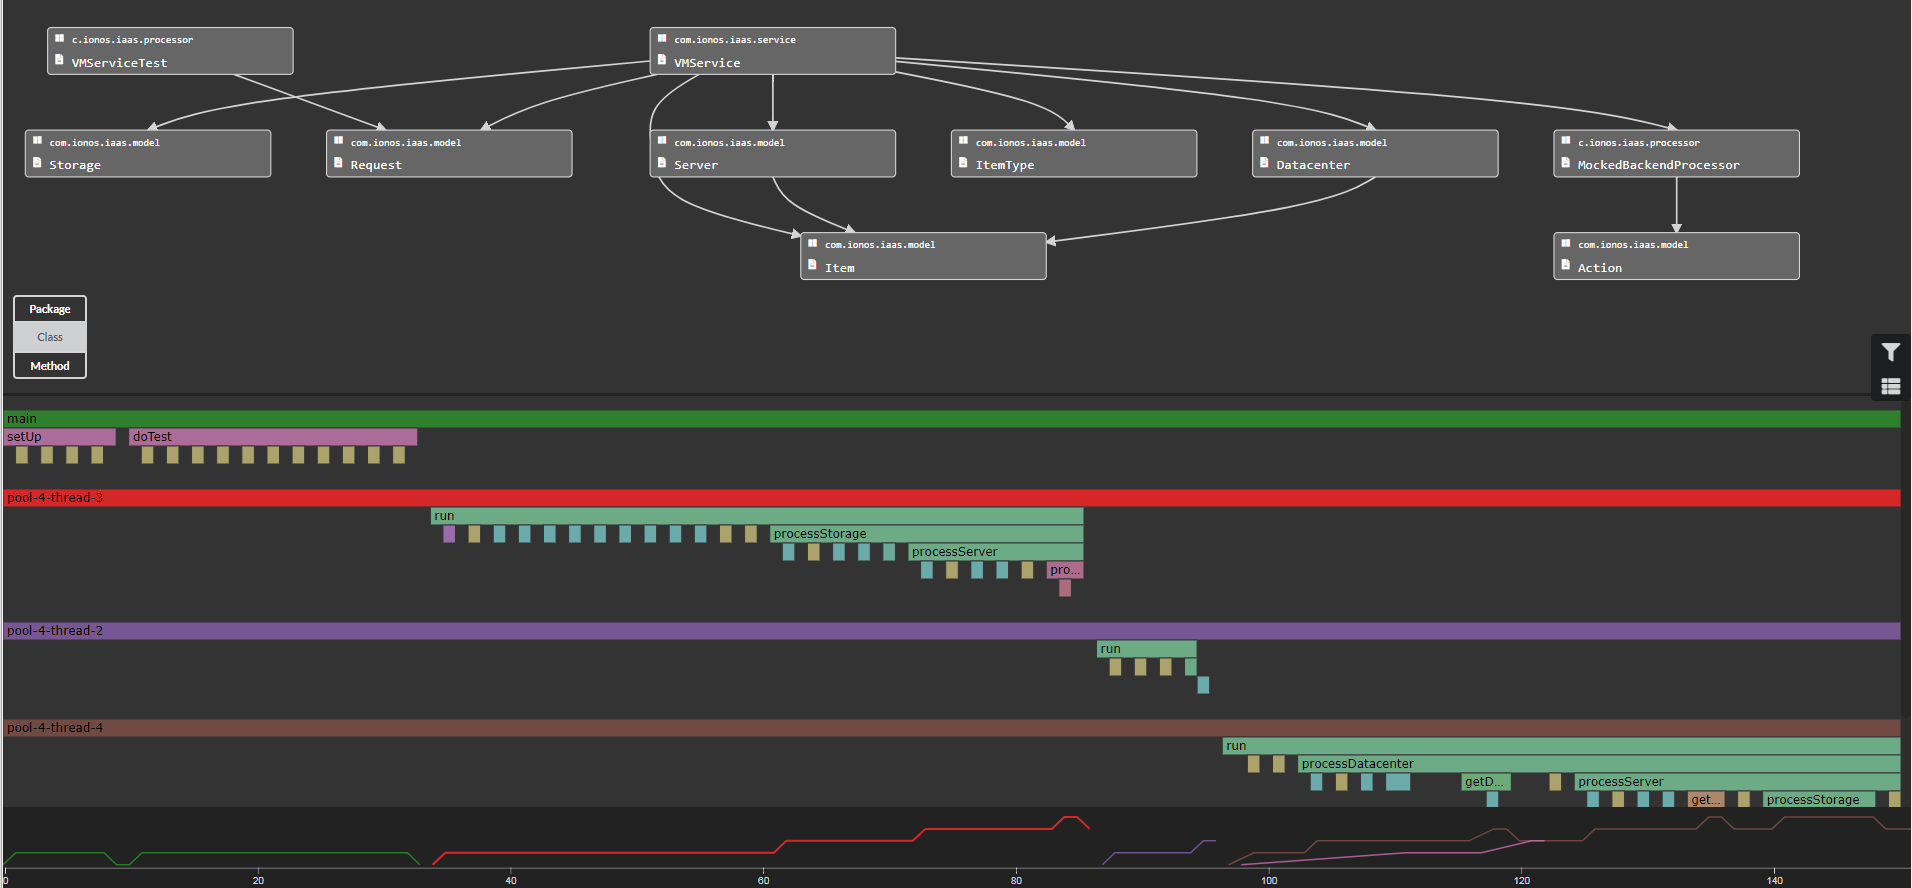 c.ionos.iaas.processor
VMServiceTest
com.ionos.iaas.service
VMService
com.ionos.iaas.model
Storage
com.ionos.iaas.model
Request
com.ionos.iaas.model
Server
com.ionos.iaas.model
ItemType
com.ionos.iaas.model
Datacenter
c.ionos.iaas.processor
MockedBackendProcessor
com.ionos.iaas.model
Item
com.ionos.iaas.model
Action
Package
Class
Method
main
setUp doTest
pool-4-thread-3
run
processStorage
processServer
pro...
pool-4-thread-2
run
pool-4-thread-4
run
processDatacenter
getD... processServer
get... processStorage
0 20 40 60 80 100 120 140